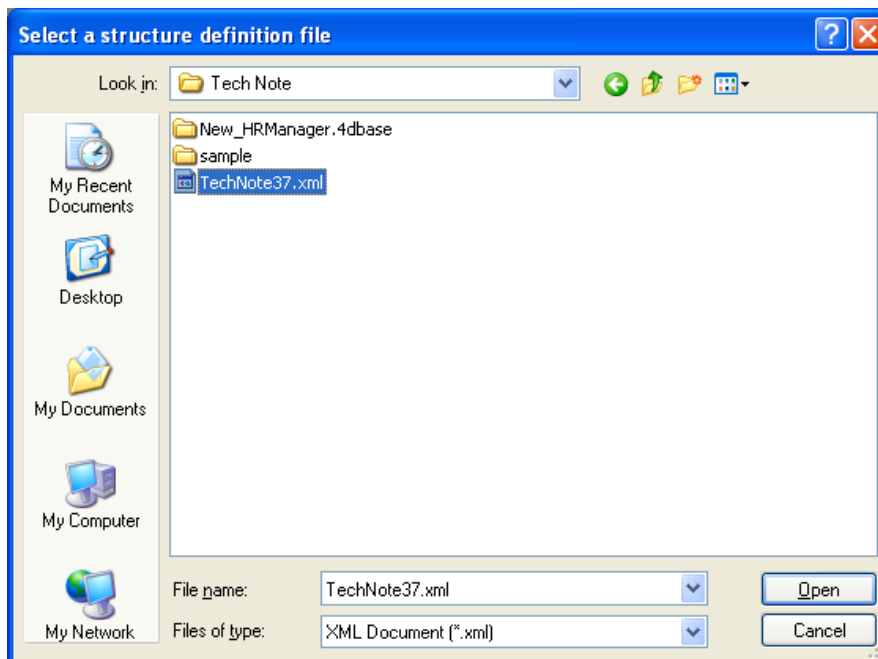 Select a structure definition file
Look in: Tech Note
New_HRManager.4dbase
sample
TechNote37.xml
My Recent
Documents
Desktop
My Documents
My Computer
My Network
File name: TechNote37.xml Open
Files of type: XML Document (*.xml) Cancel